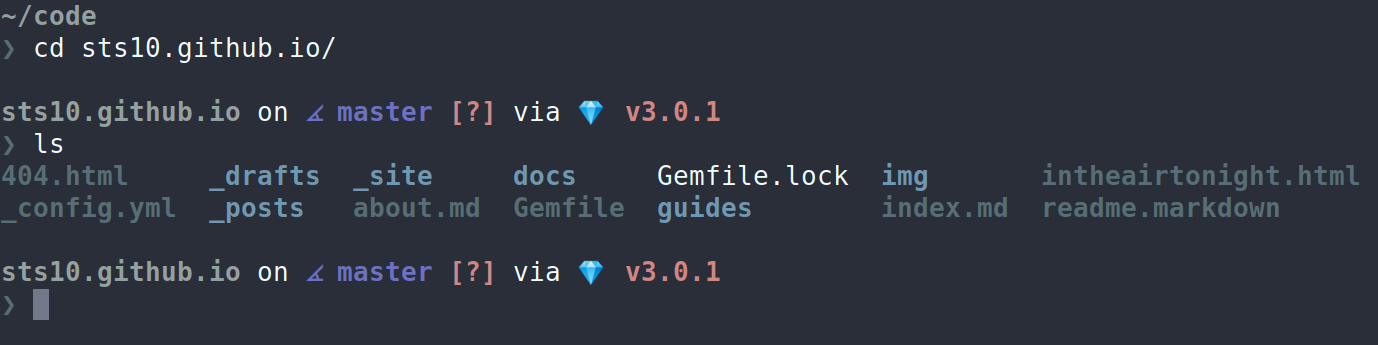 ~/code
❯ cd sts10.github.io/
sts10.github.io on ∡ master [?] via 💎 v3.0.1
❯ ls
404.html _drafts _site docs Gemfile.lock img intheairtonight.html
_config.yml _posts about.md Gemfile guides index.md readme.markdown
sts10.github.io on ∡ master [?] via 💎 v3.0.1
❯